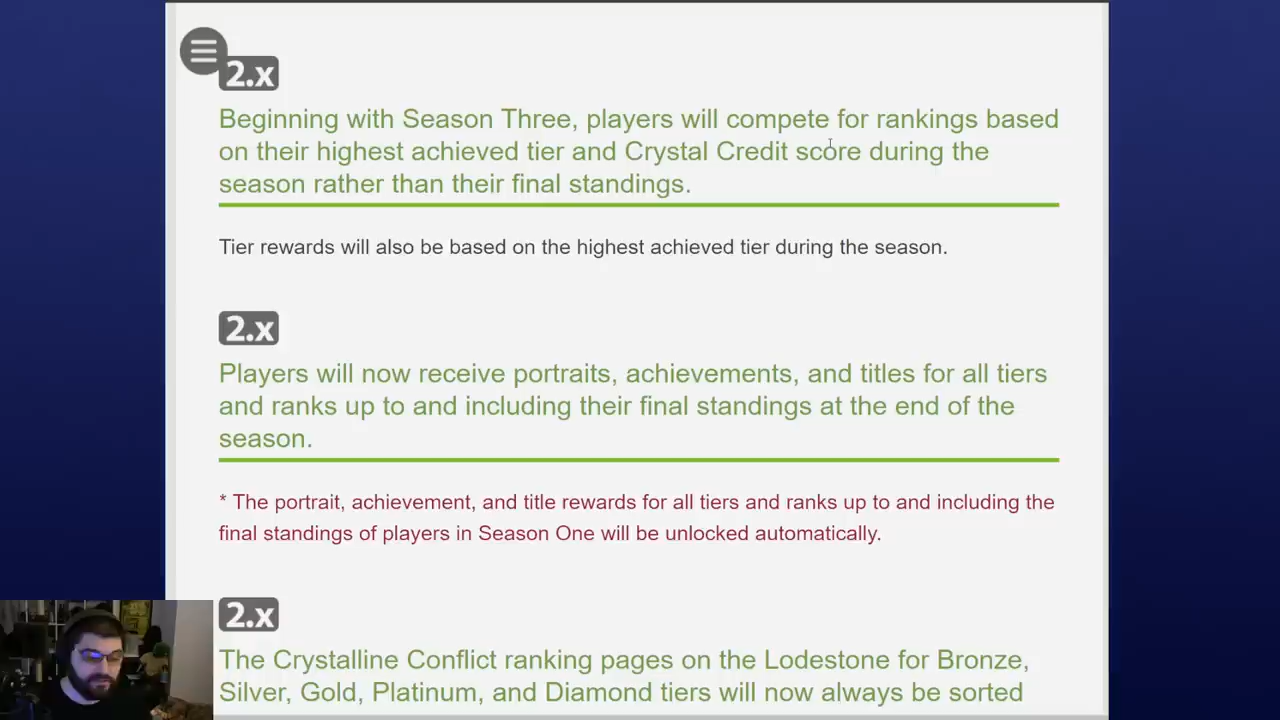 2.x
Beginning with Season Three, players will compete for rankings based
on their highest achieved tier and Crystal Credit score during the
season rather than their final standings.
Tier rewards will also be based on the highest achieved tier during the season.
2.x
Players will now receive portraits, achievements, and titles for all tiers
and ranks up to and including their final standings at the end of the
season.
* The portrait, achievement, and title rewards for all tiers and ranks up to and including the
final standings of players in Season One will be unlocked automatically.
2.x
The Crystalline Conflict ranking pages on the Lodestone for Bronze,
Silver, Gold, Platinum, and Diamond tiers will now always be sorted